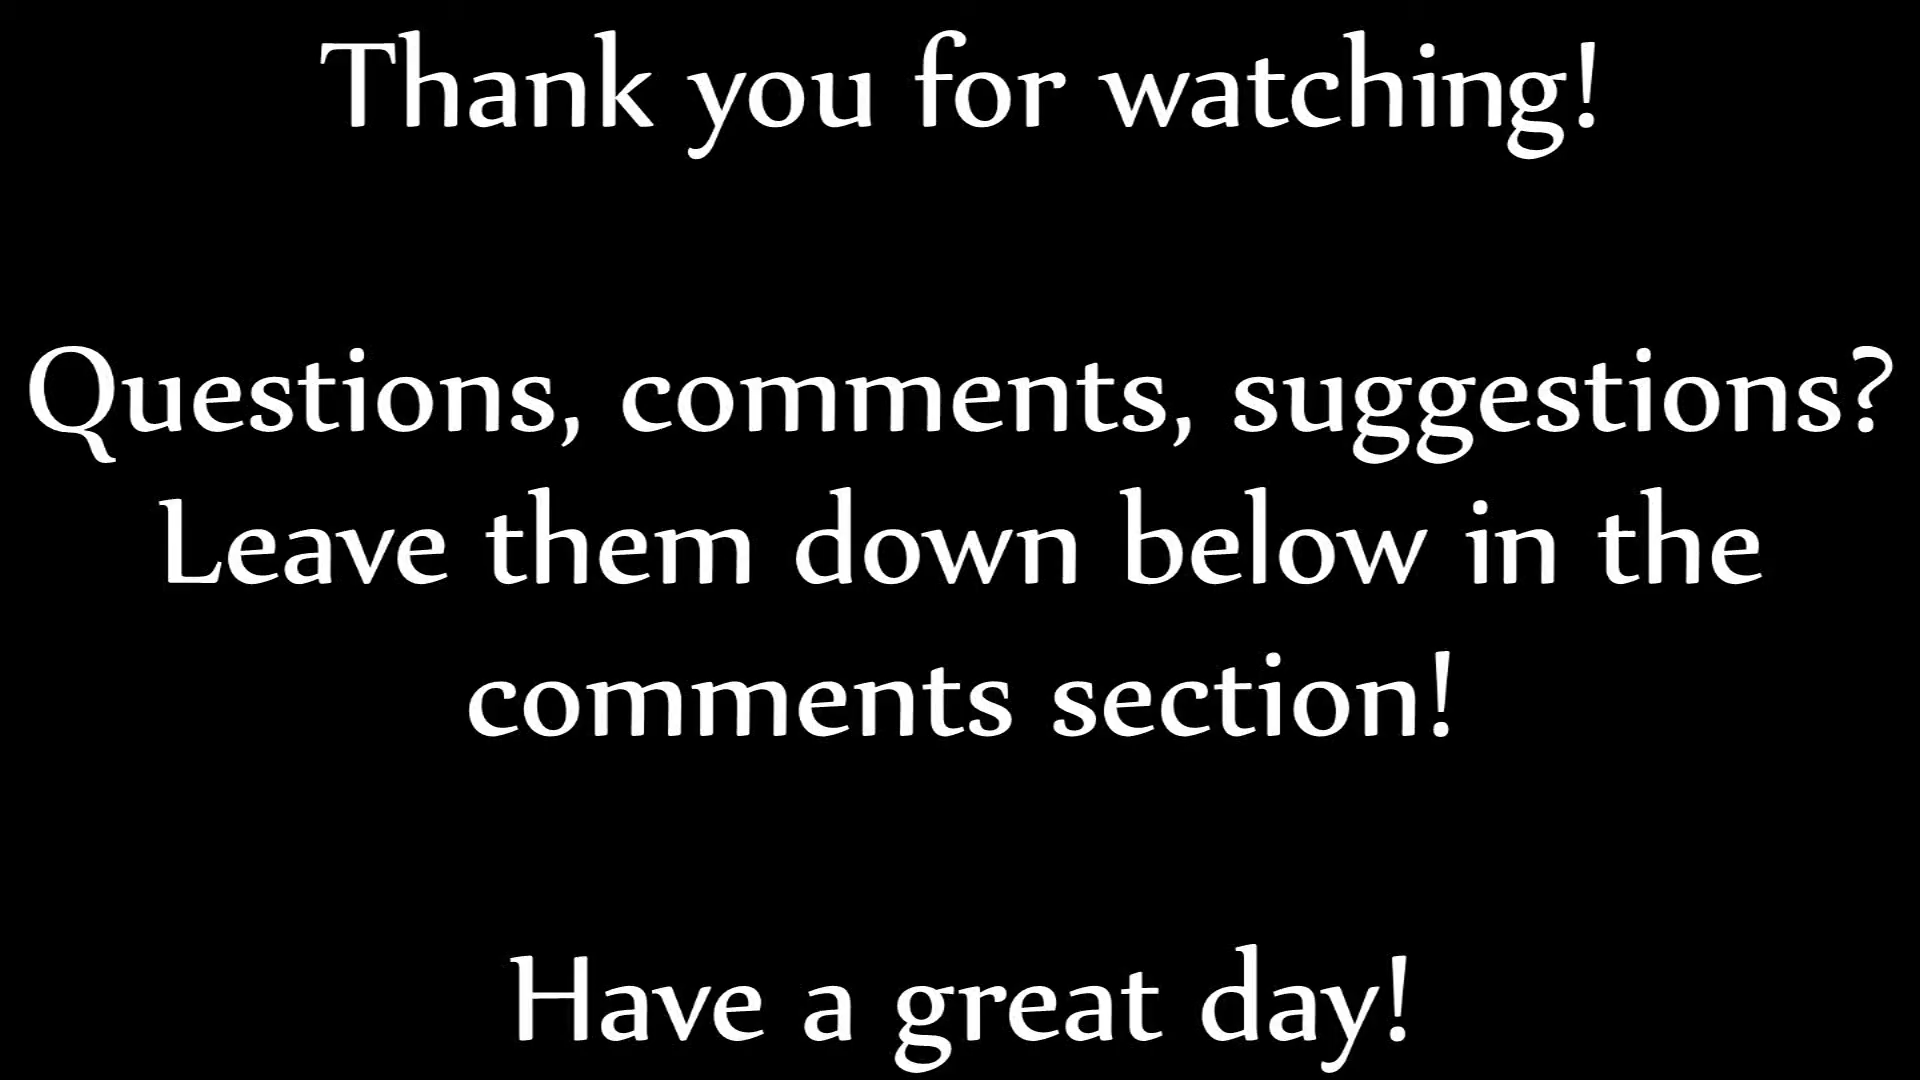 Thank you for watching!
Questions, comments, suggestions?
Leave them down below in the
comments section!
Have a great day!